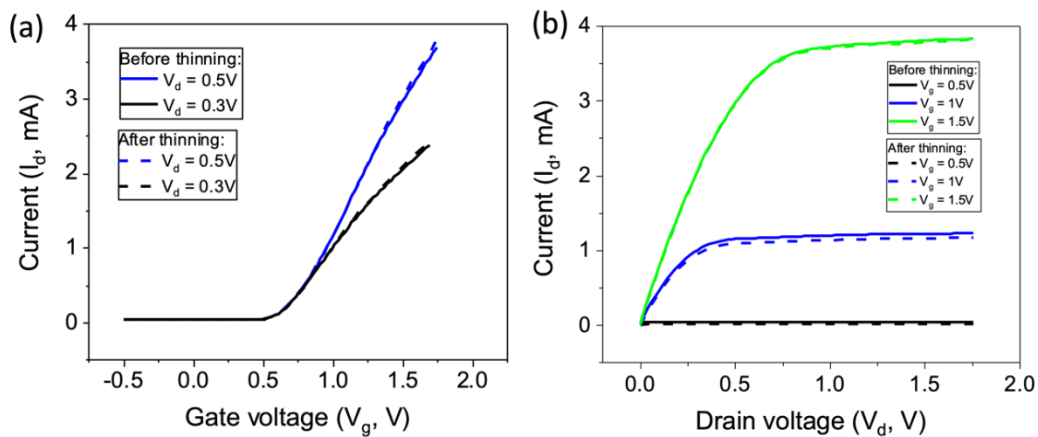 (a)
Current (I_d, mA)
4
3
2
1
0
Before thinning:
V_d = 0.5V
V_d = 0.3V
After thinning:
V_d = 0.5V
V_d = 0.3V
-0.5
0.0
0.5
1.0
1.5
2.0
Gate voltage (V_g, V)
(b)
Current (I_d, mA)
4
3
2
1
0
Before thinning:
V_g = 0.5V
V_g = 1V
V_g = 1.5V
After thinning:
V_g = 0.5V
V_g = 1V
V_g = 1.5V
0.0
0.5
1.0
1.5
2.0
Drain voltage (V_d, V)